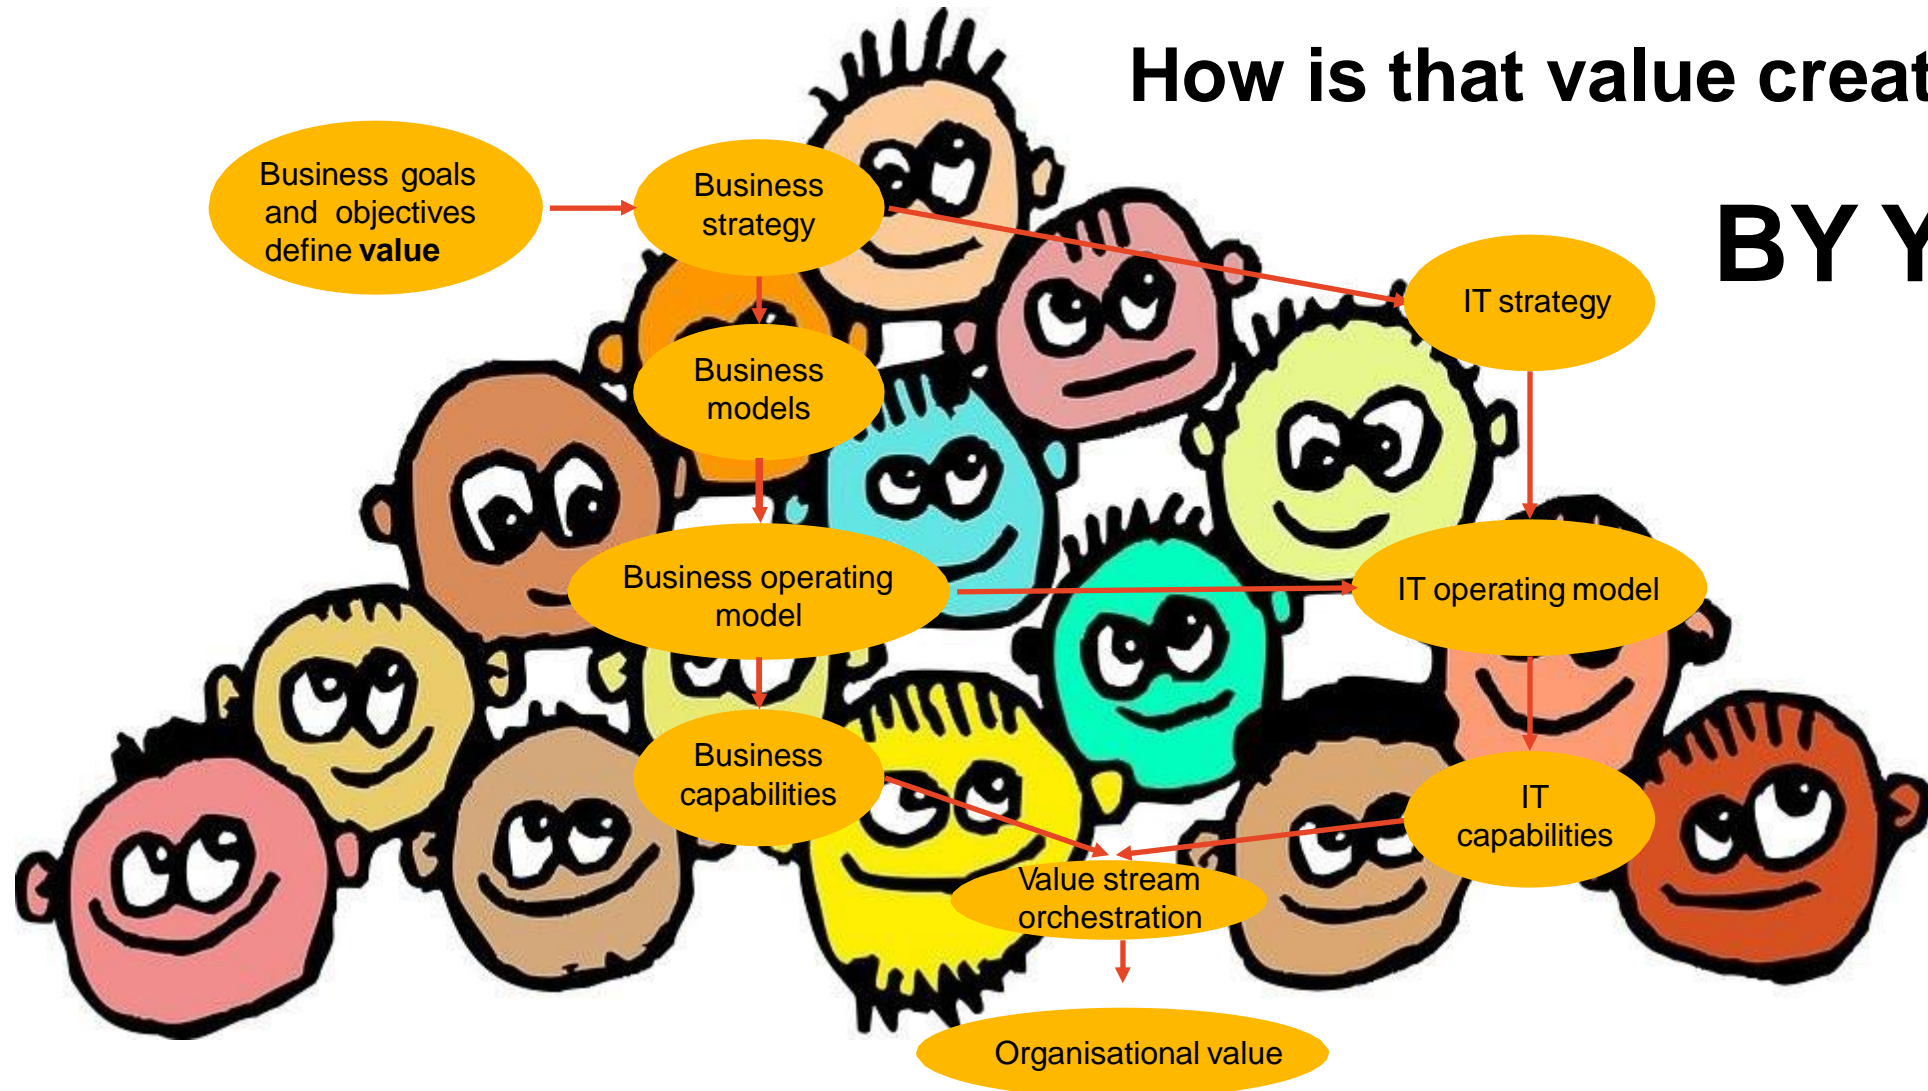 How is that value creat
BY Y
Business goals
and objectives
define value
Business
strategy
IT strategy
Business
models
Business operating
model
IT operating model
Business
capabilities
IT
capabilities
Value stream
orchestration
Organisational value